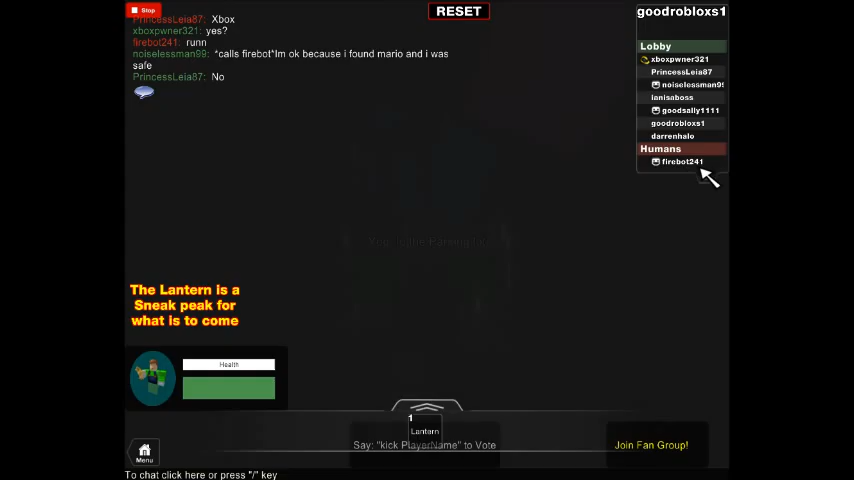 Stop
PrincessLeia87: Xbox
xboxpwner321: yes?
firebot241: runn
noiselessman99: *calls firebot*Im ok because i found mario and i was
safe
PrincessLeia87: No
RESET
goodrobloxs1
Lobby
xboxpwner321
PrincessLeia87
noiselessman99
ianisaboss
goodsally1111
goodrobloxs1
darrenhalo
Humans
firebot241
The Lantern is a
Sneak peak for
what is to come
Health
1
Lantern
Say: "kick PlayerName" to Vote
Join Fan Group!
Menu
To chat click here or press "/" key